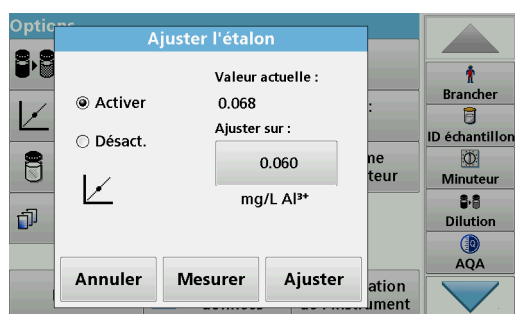 Options
Ajuster l'étalon
Activer
Désact.
Valeur actuelle :
0.068
Ajuster sur :
0.060
mg/L Al³⁺
Annuler
Mesurer
Ajuster
Brancher
ID échantillon
Minuteur
Dilution
AQA